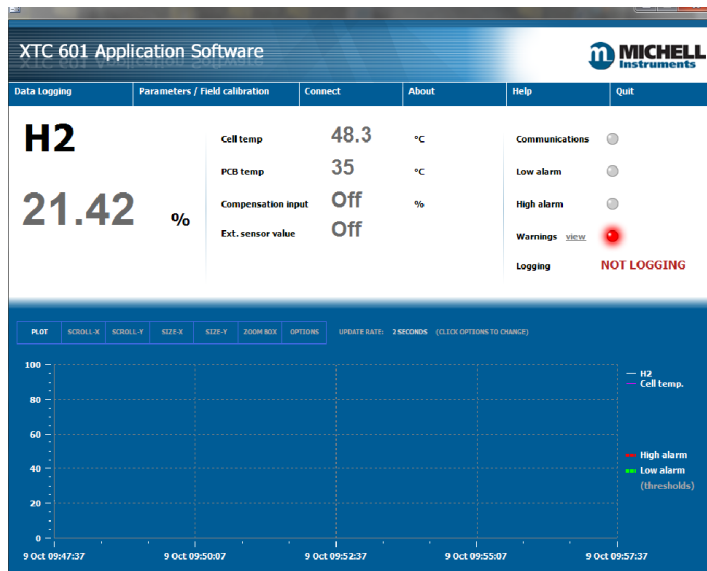 XTC 601 Application Software
MICHELL
Instruments
Data Logging Parameters / Field calibration Connect About Help Quit
H2
21.42 %
Cell temp 48.3 °C
PCB temp 35 °C
Compensation input Off %
Ext. sensor value Off
Communications
Low alarm
High alarm
Warnings view
Logging NOT LOGGING
PLOT SCROLL-X SCROLL-Y SIZE-X SIZE-Y ZOOM BOX OPTIONS UPDATE RATE: 2 SECONDS (CLICK OPTIONS TO CHANGE)
100
80
60
40
20
0
H2
Cell temp.
High alarm
Low alarm
(thresholds)
9 Oct 09:47:37 9 Oct 09:50:07 9 Oct 09:52:37 9 Oct 09:55:07 9 Oct 09:57:37